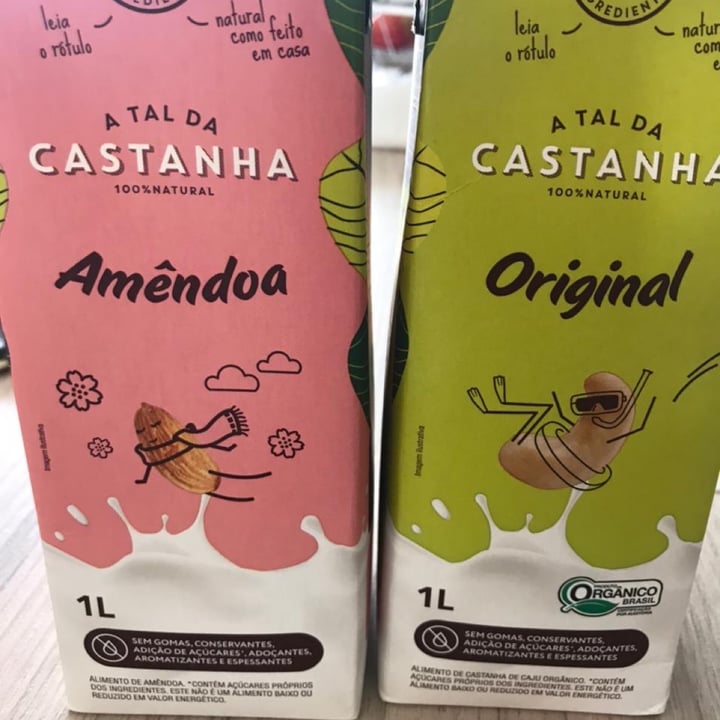 leia
o rótulo
natural
como feito
em casa
A TAL DA
CASTANHA
100%NATURAL
Amêndoa
Imagem ilustrativa
1L
SEM GOMAS, CONSERVANTES,
ADIÇÃO DE AÇÚCARES*, ADOÇANTES,
AROMATIZANTES E ESPESSANTES
ALIMENTO DE AMÊNDOA. *CONTÉM AÇÚCARES PRÓPRIOS
DOS INGREDIENTES. ESTE NÃO É UM ALIMENTO BAIXO OU
REDUZIDO EM VALOR ENERGÉTICO.
leia
o rótulo
A TAL DA
CASTANHA
100%NATURAL
Original
Imagem ilustrativa
1L
PRODUTO
ORGÂNICO
BRASIL
SEM GOMAS, CONSERVANTES,
ADIÇÃO DE AÇÚCARES*, ADOÇANTES,
AROMATIZANTES E ESPESSANTES
ALIMENTO DE CASTANHA DE CAJU ORGÂNICO. *CONTÉM
AÇÚCARES PRÓPRIOS DOS INGREDIENTES. ESTE NÃO É UM
ALIMENTO BAIXO OU REDUZIDO EM VALOR ENERGÉTICO.